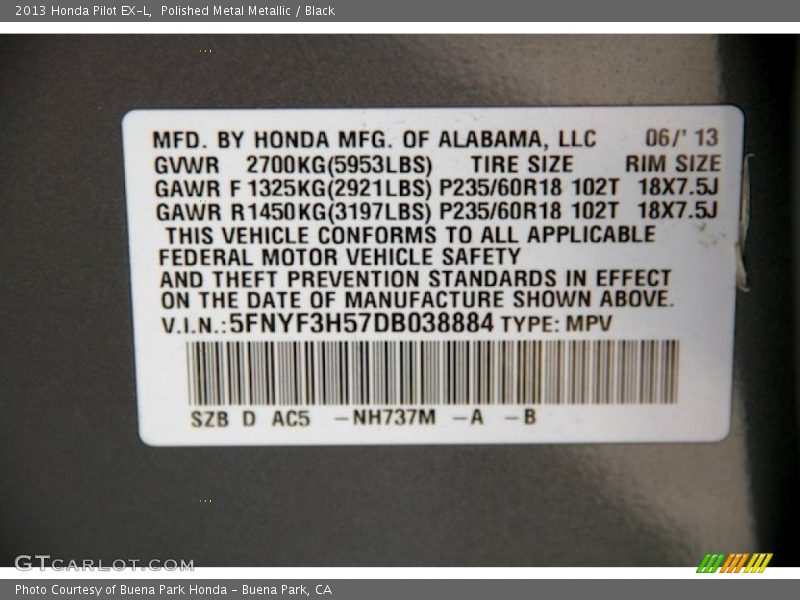 2013 Honda Pilot EX-L, Polished Metal Metallic / Black
MFD. BY HONDA MFG. OF ALABAMA, LLC 06/' 13
GVWR 2700KG(5953LBS) TIRE SIZE RIM SIZE
GAWR F 1325KG(2921LBS) P235/60R18 102T 18X7.5J
GAWR R1450KG(3197LBS) P235/60R18 102T 18X7.5J
THIS VEHICLE CONFORMS TO ALL APPLICABLE
FEDERAL MOTOR VEHICLE SAFETY
AND THEFT PREVENTION STANDARDS IN EFFECT
ON THE DATE OF MANUFACTURE SHOWN ABOVE.
V.I.N.:5FNYF3H57DB038884 TYPE: MPV
SZB D AC5 -NH737M -A -B
GTCARLOT.COM
Photo Courtesy of Buena Park Honda - Buena Park, CA